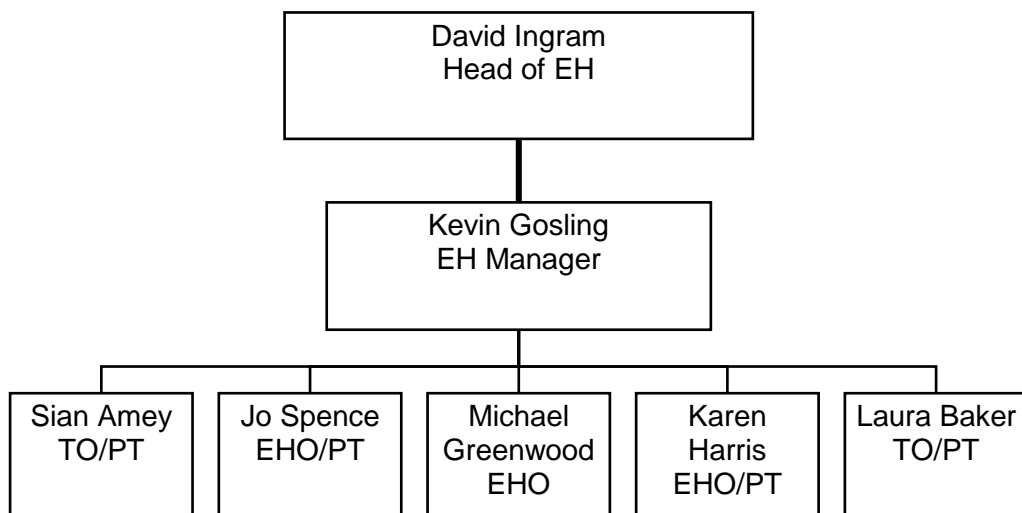 David Ingram
Head of EH
Kevin Gosling
EH Manager
Sian Amey
TO/PT
Jo Spence
EHO/PT
Michael
Greenwood
EHO
Karen
Harris
EHO/PT
Laura Baker
TO/PT